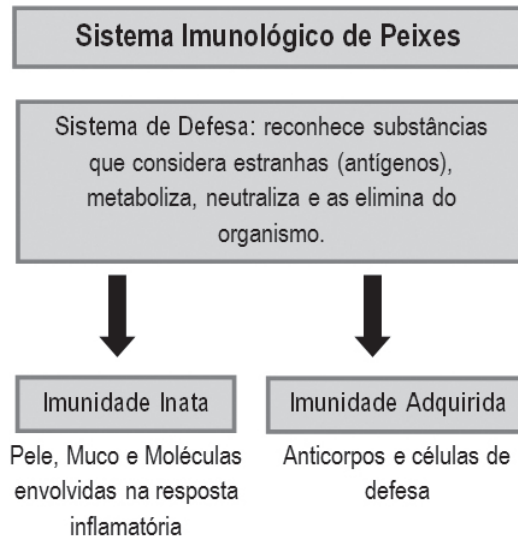 Sistema Imunológico de Peixes
Sistema de Defesa: reconhece substâncias
que considera estranhas (antígenos),
metaboliza, neutraliza e as elimina do
organismo.
Imunidade Inata
Pele, Muco e Moléculas
envolvidas na resposta
inflamatória
Imunidade Adquirida
Anticorpos e células de
defesa